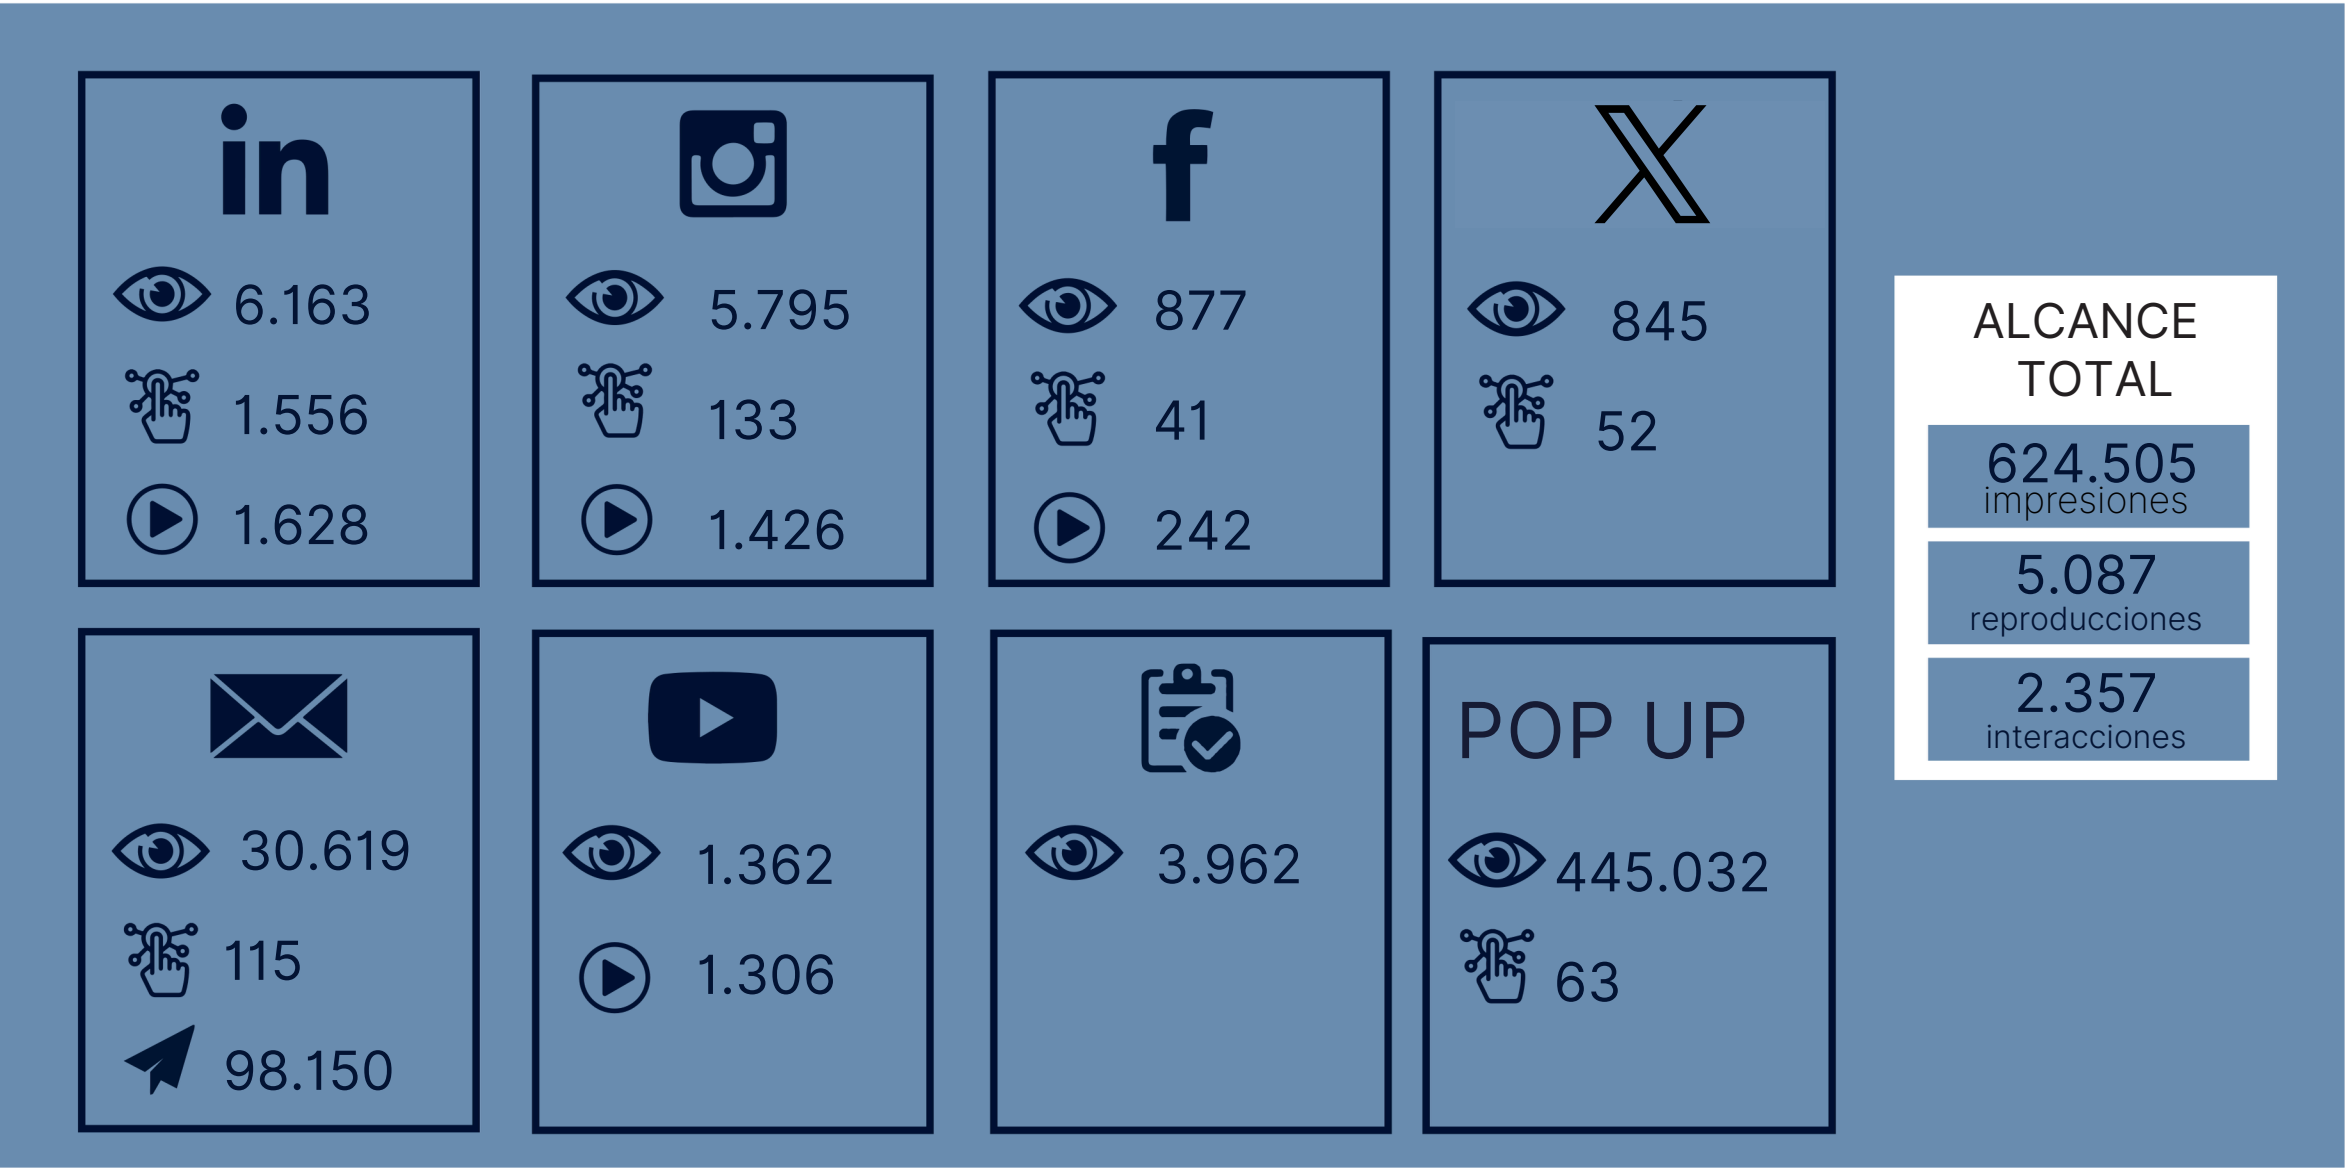 in
f
X
6.163
5.795
877
845
1.556
133
41
52
1.628
1.426
242
ALCANCE
TOTAL
624.505
impresiones
5.087
reproducciones
2.357
interacciones
POP UP
30.619
1.362
3.962
445.032
115
1.306
63
98.150